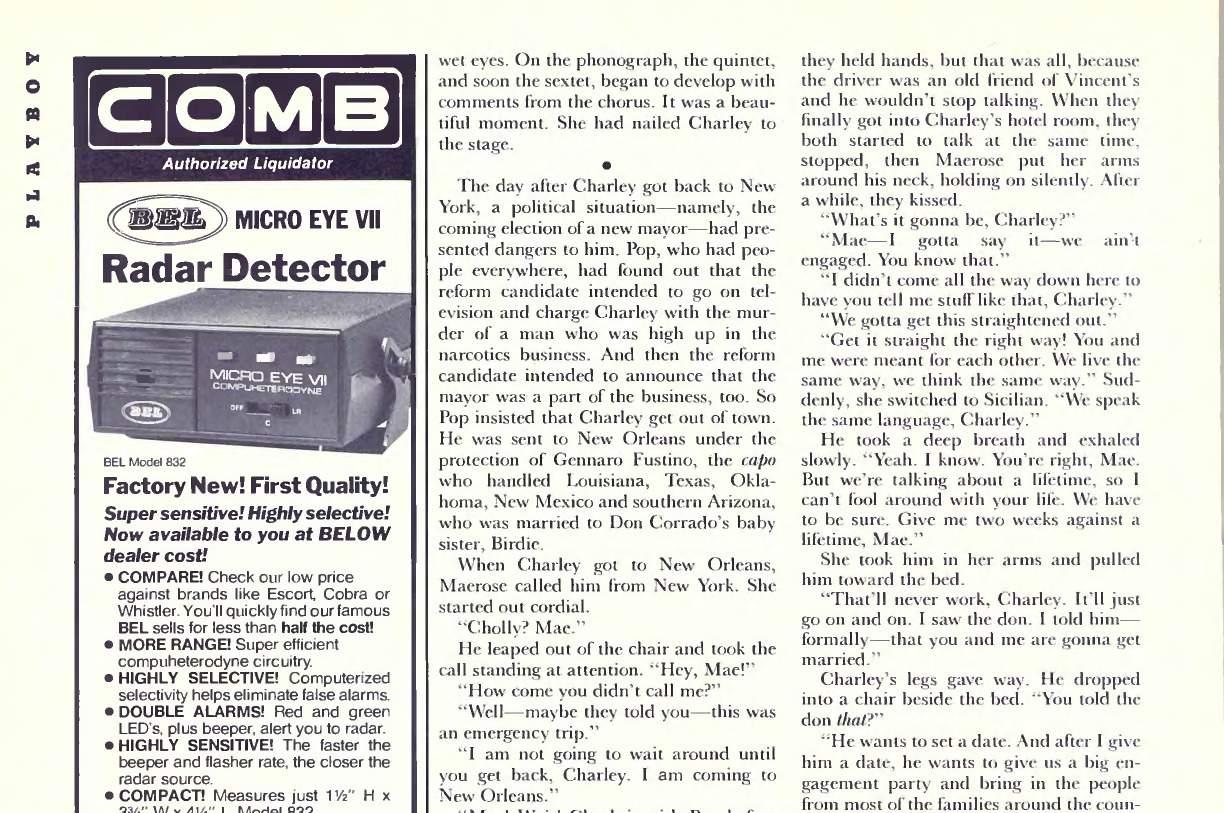 PLAYBOY
COMB
Authorized Liquidator
BEL MICRO EYE VII
Radar Detector
MICRO EYE VII
COMPUHETERODYNE
OFF LR
C
BEL
BEL Model 832
Factory New! First Quality!
Super sensitive! Highly selective!
Now available to you at BELOW
dealer cost!
• COMPARE! Check our low price
against brands like Escort, Cobra or
Whistler. You'll quickly find our famous
BEL sells for less than half the cost!
• MORE RANGE! Super efficient
compuheterodyne circuitry.
• HIGHLY SELECTIVE! Computerized
selectivity helps eliminate false alarms.
• DOUBLE ALARMS! Red and green
LED's, plus beeper, alert you to radar.
• HIGHLY SENSITIVE! The faster the
beeper and flasher rate, the closer the
radar source.
• COMPACT! Measures just 1½" H x
3¾" W x 4¼" L. Model 832.
wet eyes. On the phonograph, the quintet,
and soon the sextet, began to develop with
comments from the chorus. It was a beau-
tiful moment. She had nailed Charley to
the stage.
•
The day after Charley got back to New
York, a political situation—namely, the
coming election of a new mayor—had pre-
sented dangers to him. Pop, who had peo-
ple everywhere, had found out that the
reform candidate intended to go on tel-
evision and charge Charley with the mur-
der of a man who was high up in the
narcotics business. And then the reform
candidate intended to announce that the
mayor was a part of the business, too. So
Pop insisted that Charley get out of town.
He was sent to New Orleans under the
protection of Gennaro Fustino, the capo
who handled Louisiana, Texas, Okla-
homa, New Mexico and southern Arizona,
who was married to Don Corrado's baby
sister, Birdie.
When Charley got to New Orleans,
Maerose called him from New York. She
started out cordial.
"Cholly? Mae."
He leaped out of the chair and took the
call standing at attention. "Hey, Mae!"
"How come you didn't call me?"
"Well—maybe they told you—this was
an emergency trip."
"I am not going to wait around until
you get back, Charley. I am coming to
New Orleans."
they held hands, but that was all, because
the driver was an old friend of Vincent's
and he wouldn't stop talking. When they
finally got into Charley's hotel room, they
both started to talk at the same time,
stopped, then Maerose put her arms
around his neck, holding on silently. After
a while, they kissed.
"What's it gonna be, Charley?"
"Mae—I gotta say it—we ain't
engaged. You know that."
"I didn't come all the way down here to
have you tell me stuff like that, Charley."
"We gotta get this straightened out."
"Get it straight the right way! You and
me were meant for each other. We live the
same way, we think the same way." Sud-
denly, she switched to Sicilian. "We speak
the same language, Charley."
He took a deep breath and exhaled
slowly. "Yeah. I know. You're right, Mae.
But we're talking about a lifetime, so I
can't fool around with your life. We have
to be sure. Give me two weeks against a
lifetime, Mae."
She took him in her arms and pulled
him toward the bed.
"That'll never work, Charley. It'll just
go on and on. I saw the don. I told him—
formally—that you and me are gonna get
married."
Charley's legs gave way. He dropped
into a chair beside the bed. "You told the
don that?"
"He wants to set a date. And after I give
him a date, he wants to give us a big en-
gagement party and bring in the people
from most of the families around the coun-